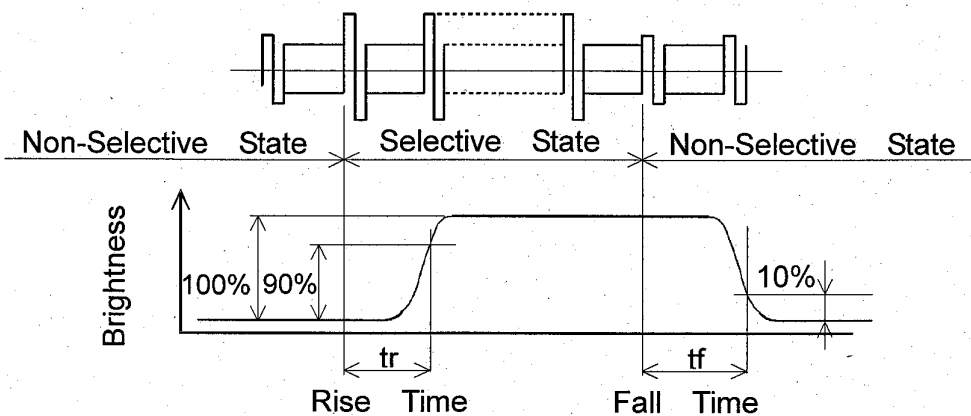 Non-Selective State
Selective State
Non-Selective State
Brightness
100%
90%
10%
tr
tf
Rise Time
Fall Time